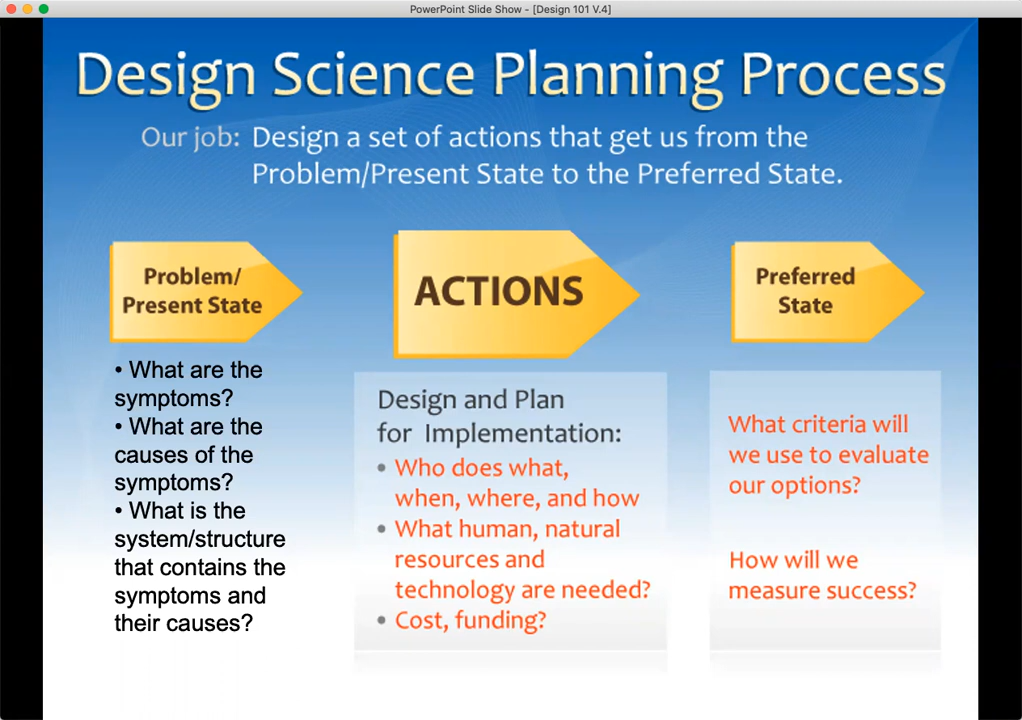 PowerPoint Slide Show - [Design 101 V.4]
Design Science Planning Process
Our job: Design a set of actions that get us from the
Problem/Present State to the Preferred State.
Problem/
Present State
• What are the
symptoms?
• What are the
causes of the
symptoms?
• What is the
system/structure
that contains the
symptoms and
their causes?
ACTIONS
Design and Plan
for Implementation:
• Who does what,
when, where, and how
• What human, natural
resources and
technology are needed?
• Cost, funding?
Preferred
State
What criteria will
we use to evaluate
our options?
How will we
measure success?